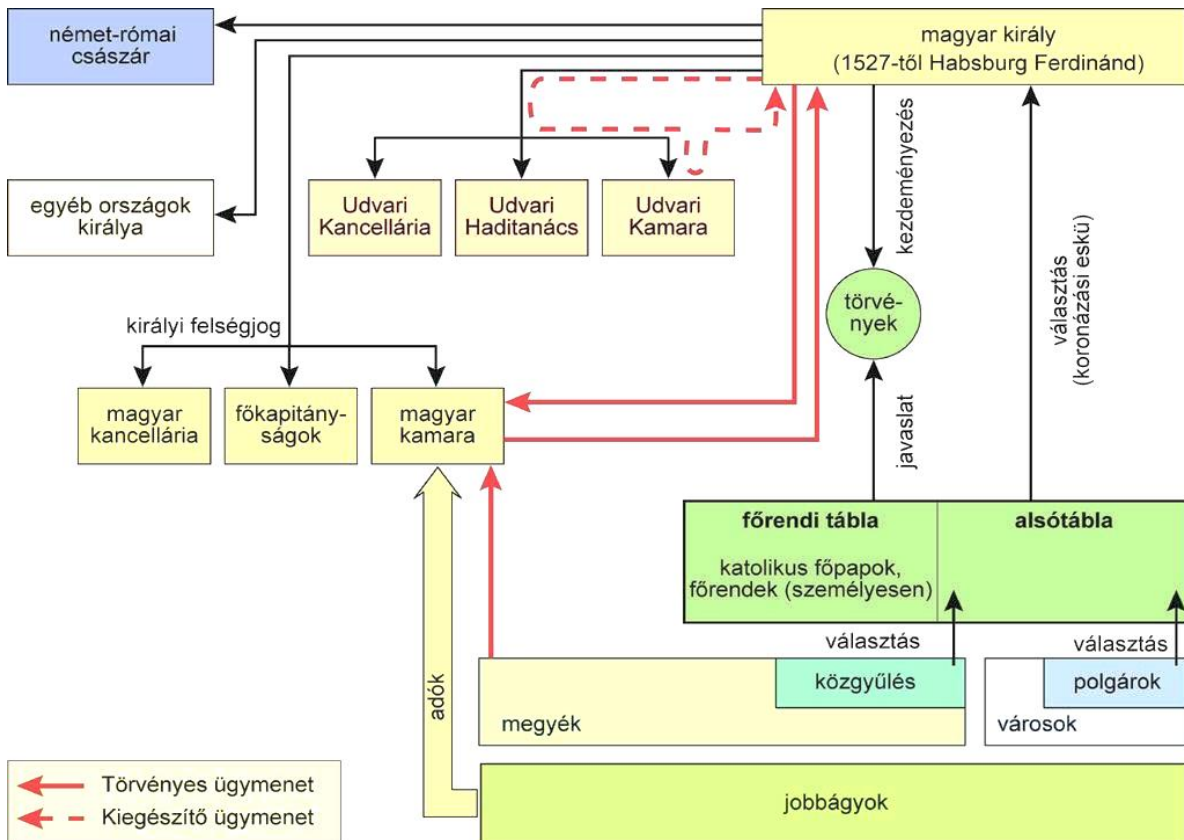 német-római
császár
magyar király
(1527-től Habsburg Ferdinánd)
egyéb országok
királya
Udvari
Kancellária
Udvari
Haditanács
Udvari
Kamara
kezdeményezés
törvé-
nyek
választás
(koronázási eskü)
királyi felségjog
magyar
kancellária
főkapitány-
ságok
magyar
kamara
javaslat
főrendi tábla
katolikus főpapok,
főrendek (személyesen)
alsótábla
választás
választás
közgyűlés
megyék
polgárok
városok
adók
jobbágyok
Törvényes ügymenet
Kiegészítő ügymenet